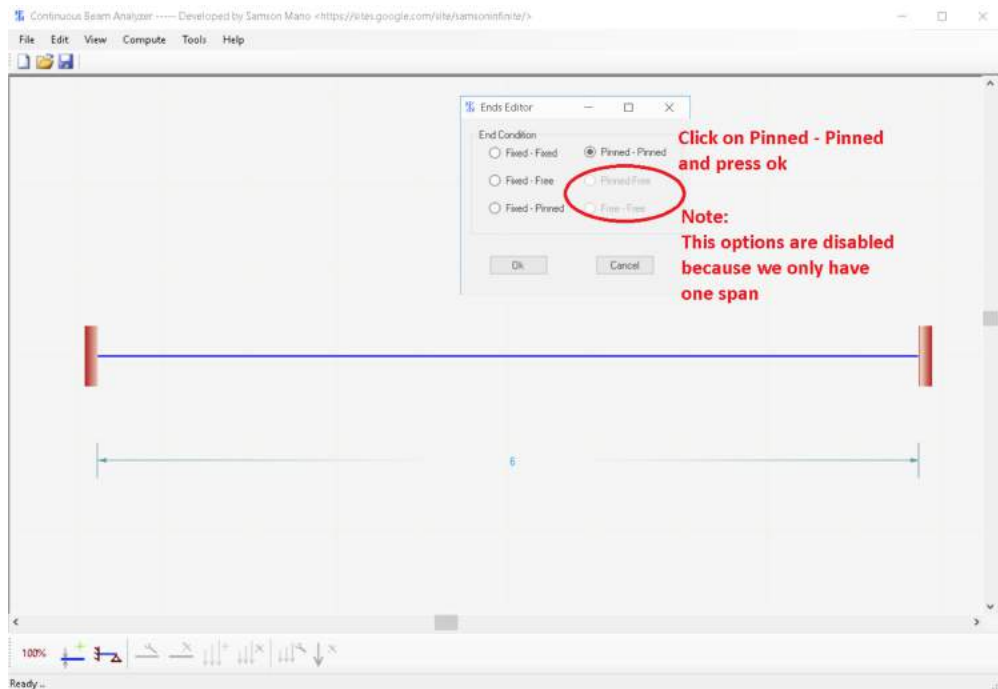 Continuous Beam Analyzer ----- Developed by Samson Mano <https://sites.google.com/site/samsoninfinite/>
File Edit View Compute Tools Help
Ends Editor
End Condition
Fixed - Fixed Pinned - Pinned
Fixed - Free Pinned-Free
Fixed - Pinned Free - Free
Ok Cancel
Click on Pinned - Pinned
and press ok
Note:
This options are disabled
because we only have
one span
6
100%
Ready ..